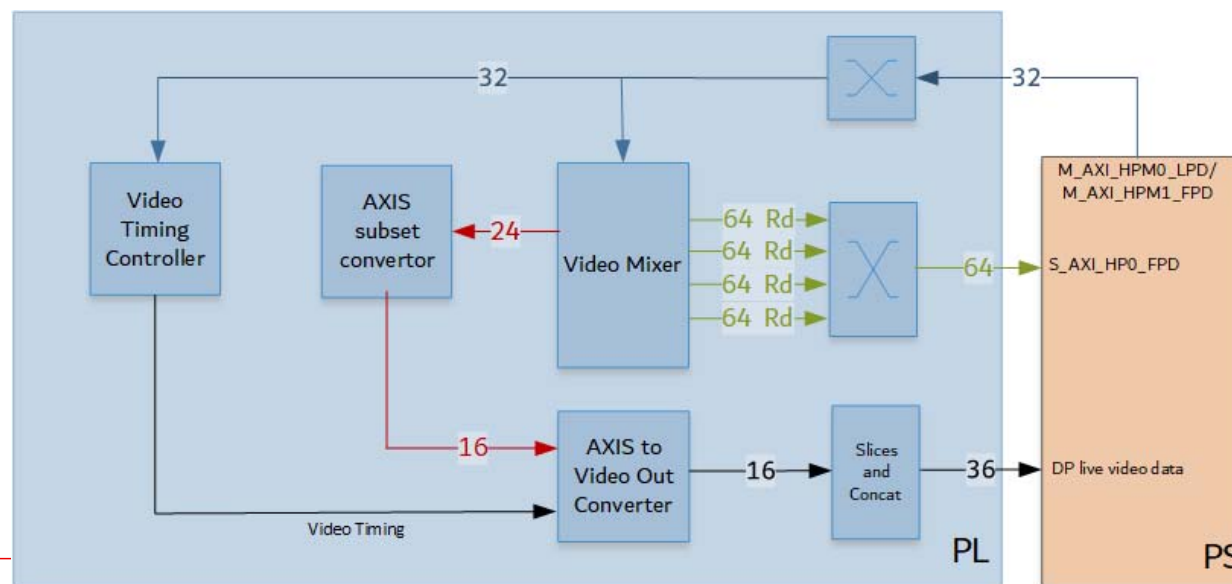 32
32
M_AXI_HPM0_LPD/
M_AXI_HPM1_FPD
Video
Timing
Controller
AXIS
subset
convertor
24
Video Mixer
64 Rd
64 Rd
64 Rd
64 Rd
64
S_AXI_HP0_FPD
16
AXIS to
Video Out
Converter
16
Slices
and
Concat
36
DP live video data
Video Timing
PL
PS